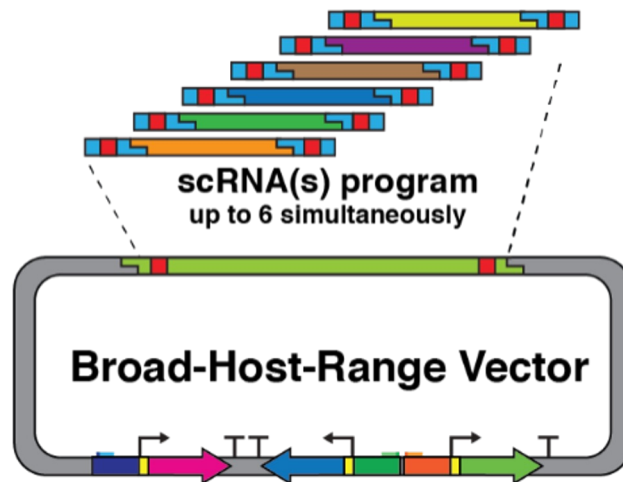 scRNA(s) program
up to 6 simultaneously
Broad-Host-Range Vector